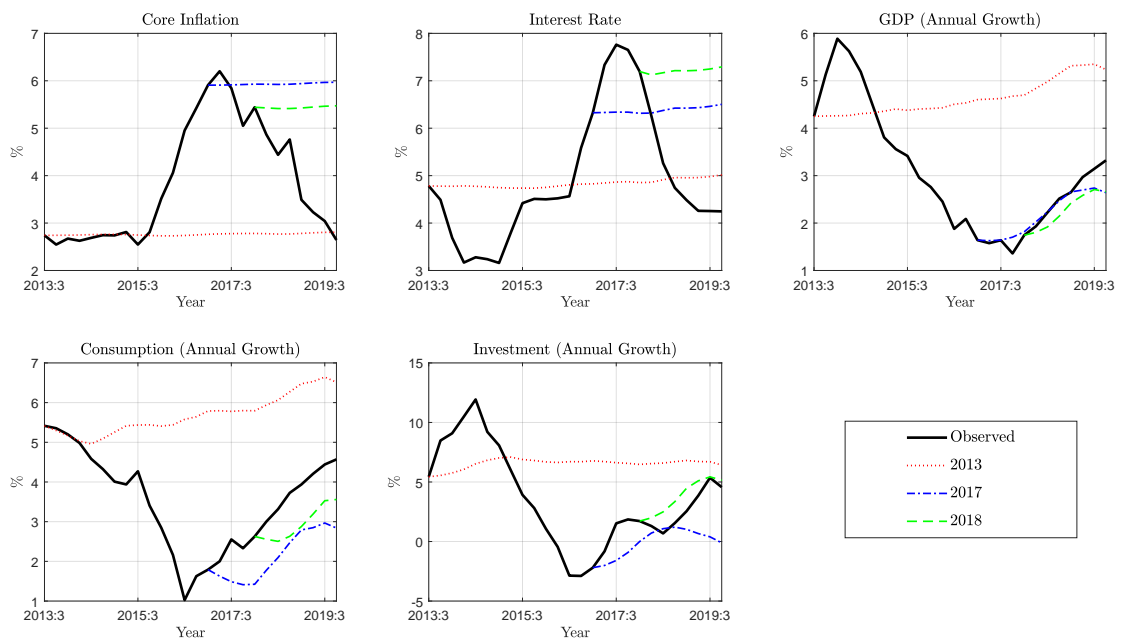 Core Inflation
7
6
5
4
3
2
%
2013:3 2015:3 2017:3 2019:3
Year
Interest Rate
8
7
6
5
4
3
%
2013:3 2015:3 2017:3 2019:3
Year
GDP (Annual Growth)
6
5
4
3
2
1
%
2013:3 2015:3 2017:3 2019:3
Year
Consumption (Annual Growth)
7
6
5
4
3
2
1
%
2013:3 2015:3 2017:3 2019:3
Year
Investment (Annual Growth)
15
10
5
0
-5
%
2013:3 2015:3 2017:3 2019:3
Year
Observed
2013
2017
2018